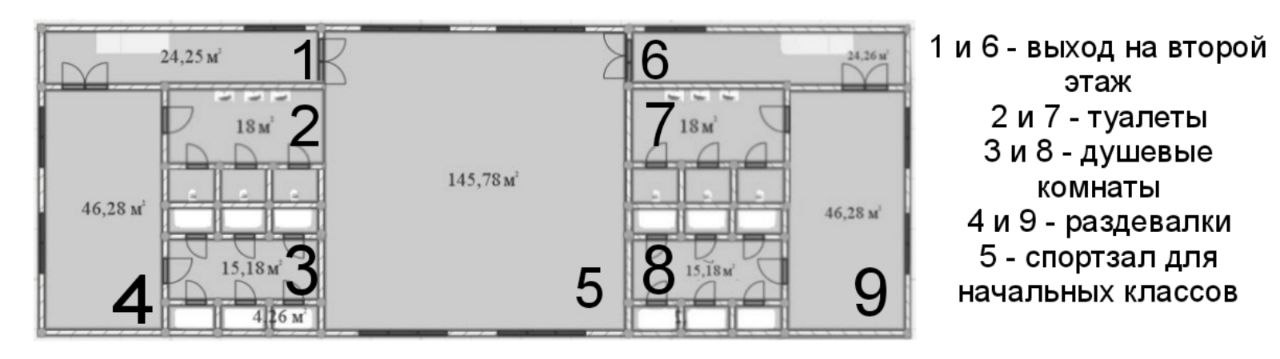 24,25 м²
1
6
24,26 м²
18 м²
2
7
18 м²
145,78 м²
46,28 м²
46,28 м²
15,18 м²
3
8
15,18 м²
4
5
9
4,26 м²
1 и 6 - выход на второй
этаж
2 и 7 - туалеты
3 и 8 - душевые
комнаты
4 и 9 - раздевалки
5 - спортзал для
начальных классов